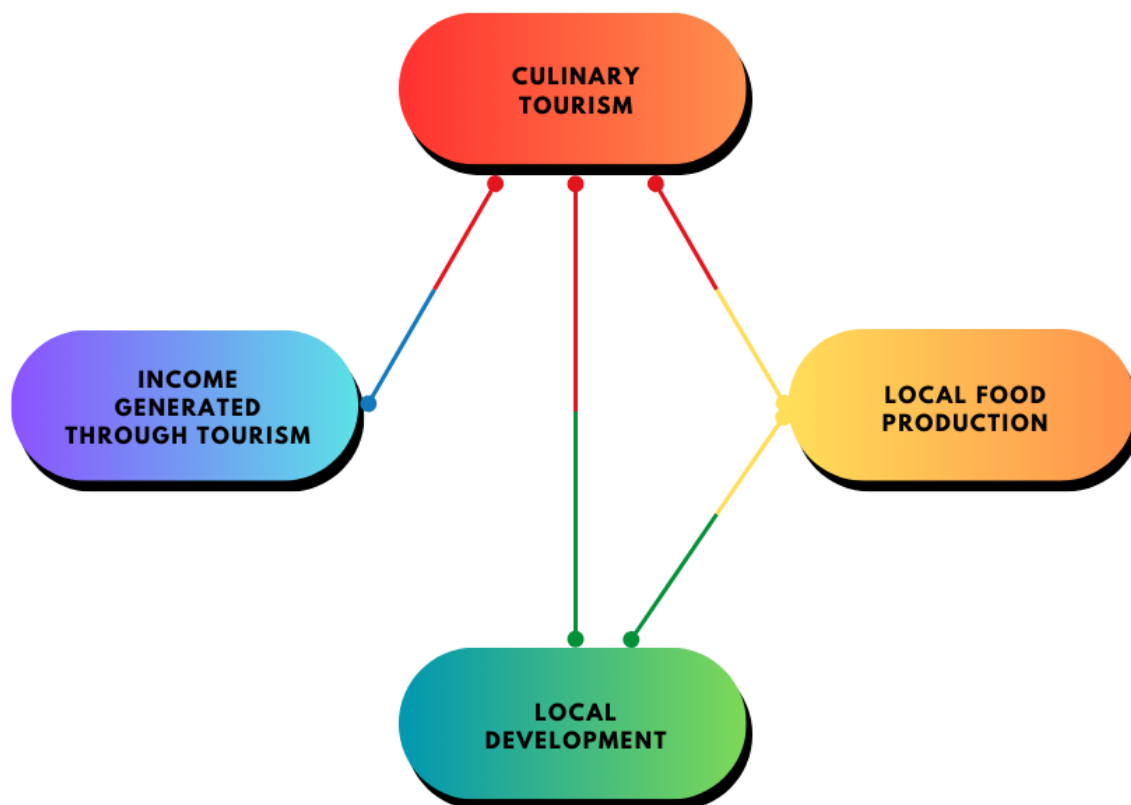 CULINARY
TOURISM
INCOME
GENERATED
THROUGH TOURISM
LOCAL FOOD
PRODUCTION
LOCAL
DEVELOPMENT